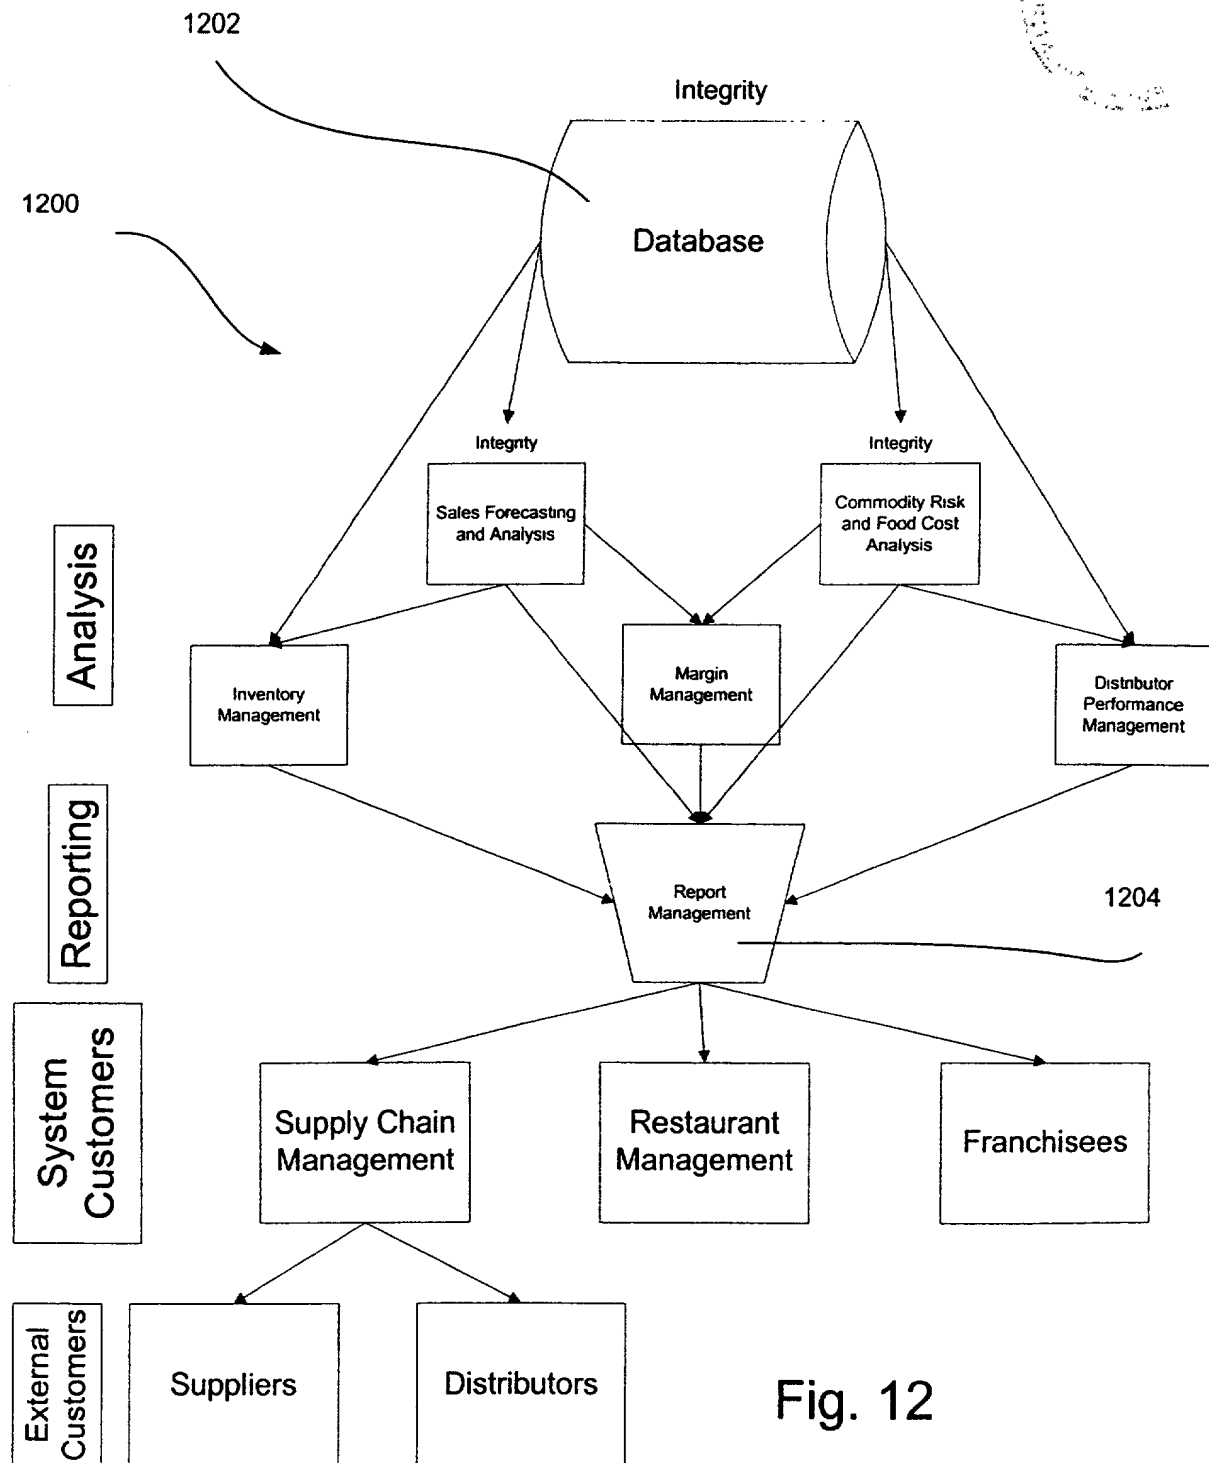 1202
Integrity
1200
Database
Integrity
Integrity
Sales Forecasting
and Analysis
Commodity Risk
and Food Cost
Analysis
Analysis
Inventory
Management
Margin
Management
Distributor
Performance
Management
Reporting
Report
Management
1204
System
Customers
Supply Chain
Management
Restaurant
Management
Franchisees
External
Customers
Suppliers
Distributors
Fig. 12